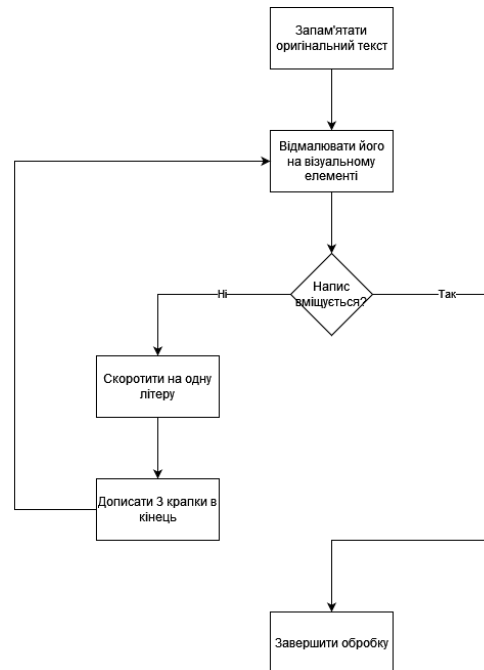 Запам'ятати
оригінальний текст
Відмалювати його
на візуальному
елементі
Напис
вміщується?
Ні
Так
Скоротити на одну
літеру
Дописати 3 крапки в
кінець
Завершити обробку